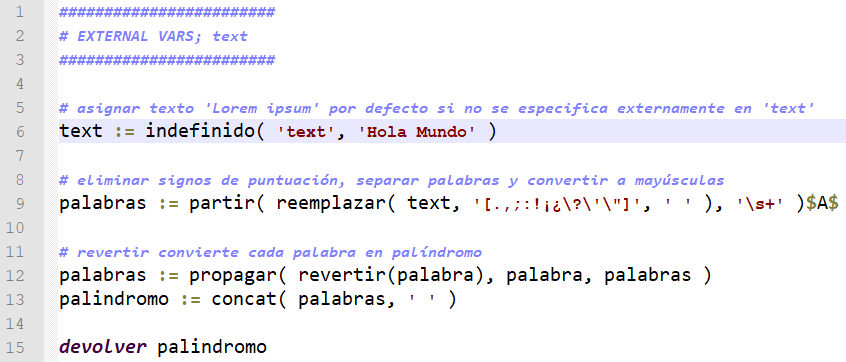 1 ########################
2 # EXTERNAL VARS; text
3 ########################
4
5 # asignar texto 'Lorem ipsum' por defecto si no se especifica externamente en 'text'
6 text := indefinido( 'text', 'Hola Mundo' )
7
8 # eliminar signos de puntuación, separar palabras y convertir a mayúsculas
9 palabras := partir( reemplazar( text, '[.,;:!¡¿\?\'\"]', ' ' ), '\s+' )$A$
10
11 # revertir convierte cada palabra en palíndromo
12 palabras := propagar( revertir(palabra), palabra, palabras )
13 palindromo := concat( palabras, ' ' )
14
15 devolver palindromo